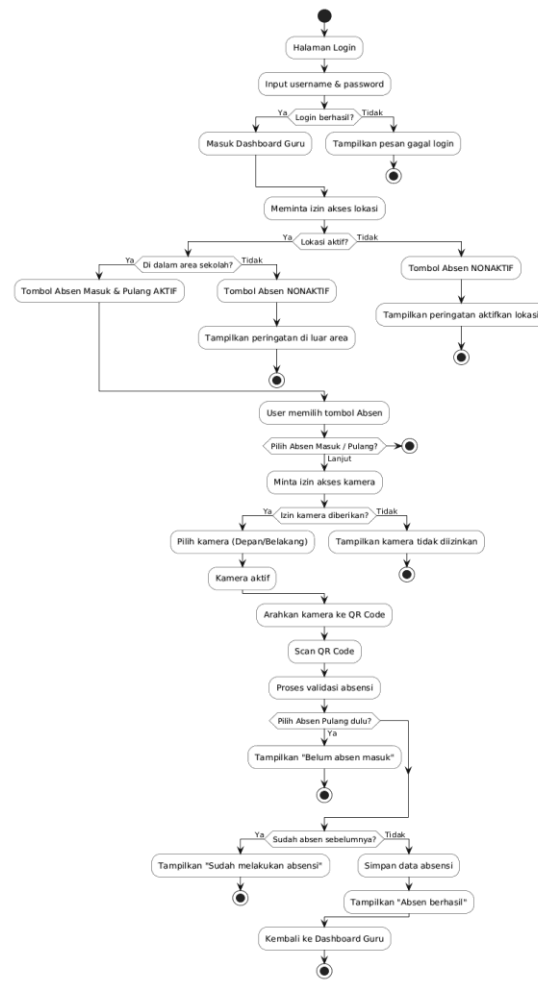 Halaman Login
Input username & password
Ya
Login berhasil?
Tidak
Masuk Dashboard Guru
Tampilkan pesan gagal login
Meminta izin akses lokasi
Ya
Lokasi aktif?
Tidak
Ya
Di dalam area sekolah?
Tidak
Tombol Absen NONAKTIF
Tombol Absen Masuk & Pulang AKTIF
Tombol Absen NONAKTIF
Tampilkan peringatan aktifkan lokasi
Tampilkan peringatan di luar area
User memilih tombol Absen
Pilih Absen Masuk / Pulang?
Lanjut
Minta izin akses kamera
Ya
Izin kamera diberikan?
Tidak
Pilih kamera (Depan/Belakang)
Tampilkan kamera tidak diizinkan
Kamera aktif
Arahkan kamera ke QR Code
Scan QR Code
Proses validasi absensi
Pilih Absen Pulang dulu?
Ya
Tampilkan "Belum absen masuk"
Ya
Sudah absen sebelumnya?
Tidak
Tampilkan "Sudah melakukan absensi"
Simpan data absensi
Tampilkan "Absen berhasil"
Kembali ke Dashboard Guru